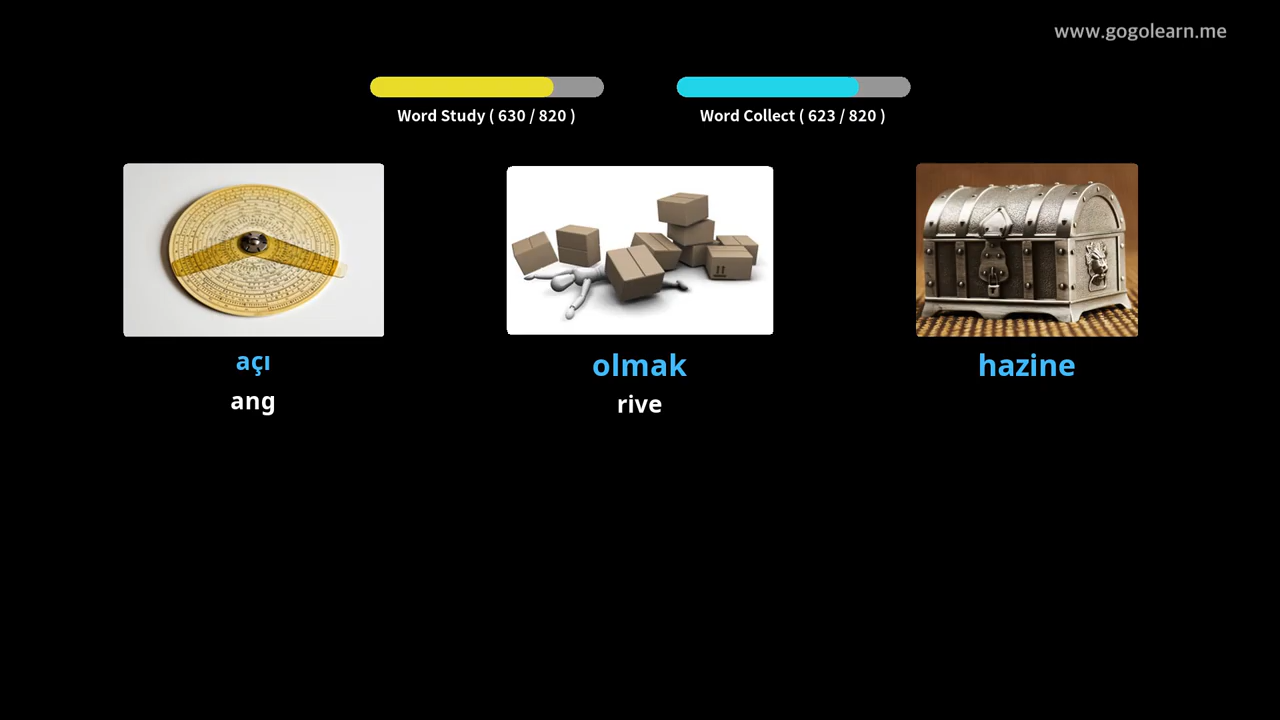 www.gogolearn.me
Word Study ( 630 / 820 )
Word Collect ( 623 / 820 )
açı
ang
olmak
rive
hazine